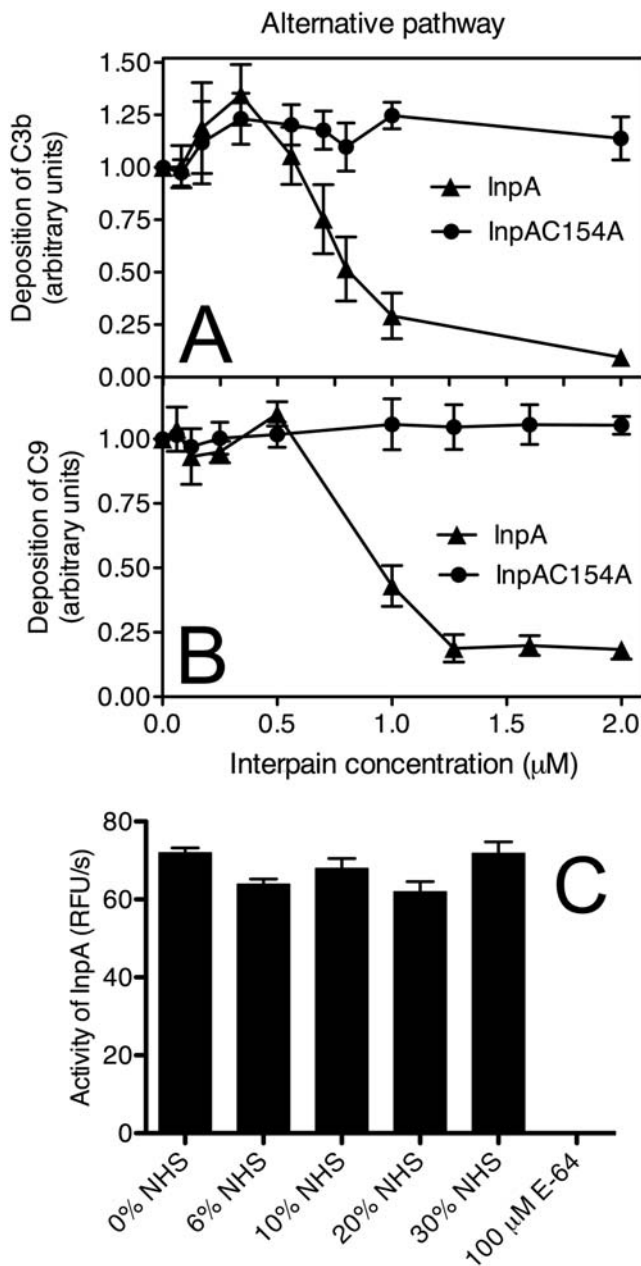 Alternative pathway
1.50
1.25
1.00
0.75
0.50
0.25
0.00
Deposition of C3b
(arbitrary units)
InpA
InpAC154A
A
1.00
0.75
0.50
0.25
0.00
Deposition of C9
(arbitrary units)
InpA
InpAC154A
B
0.0 0.5 1.0 1.5 2.0
Interpain concentration (μM)
80
60
40
20
0
Activity of InpA (RFU/s)
C
0% NHS
6% NHS
10% NHS
20% NHS
30% NHS
100 μM E-64